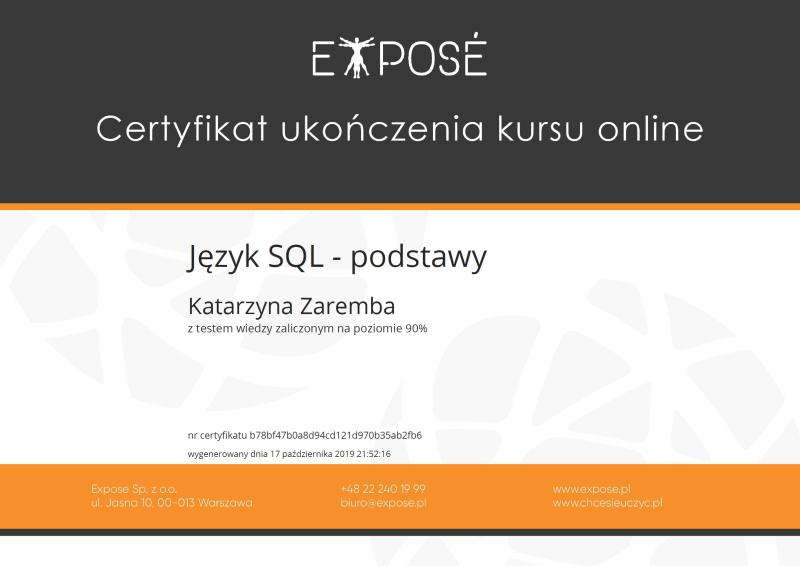 EXPOSÉ
Certyfikat ukończenia kursu online
Język SQL - podstawy
Katarzyna Zaremba
z testem wiedzy zaliczonym na poziomie 90%
nr certyfikatu b78bf47b0a8d94cd121d970b35ab2fb6
wygenerowany dnia 17 października 2019 21:52:16
Expose Sp. z o.o.
ul. Jasna 10, 00-013 Warszawa
+48 22 240 19 99
biuro@expose.pl
www.expose.pl
www.chcesieuczyc.pl